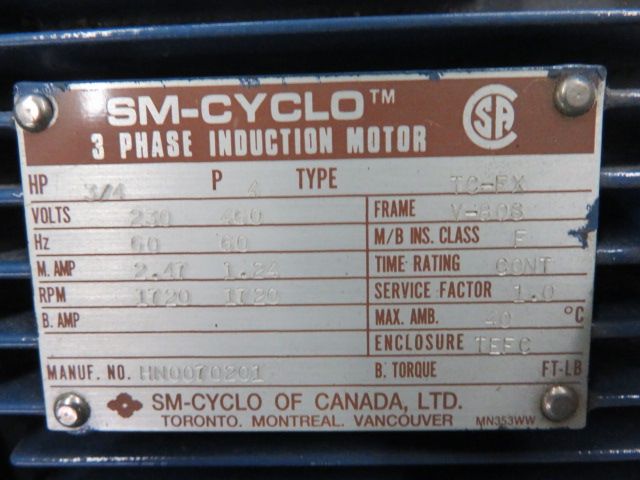 SM-CYCLO™
3 PHASE INDUCTION MOTOR
CSA
HP 3/4 P 4 TYPE TC-FX
VOLTS 230 460 FRAME V-80S
Hz 60 60 M/B INS. CLASS F
M. AMP 2.47 1.24 TIME RATING CONT
RPM 1720 1720 SERVICE FACTOR 1.0
B. AMP MAX. AMB. 40 °C
ENCLOSURE TEFC
MANUF. NO. HN0070201 B. TORQUE FT-LB
SM-CYCLO OF CANADA, LTD.
TORONTO. MONTREAL. VANCOUVER MN353WW